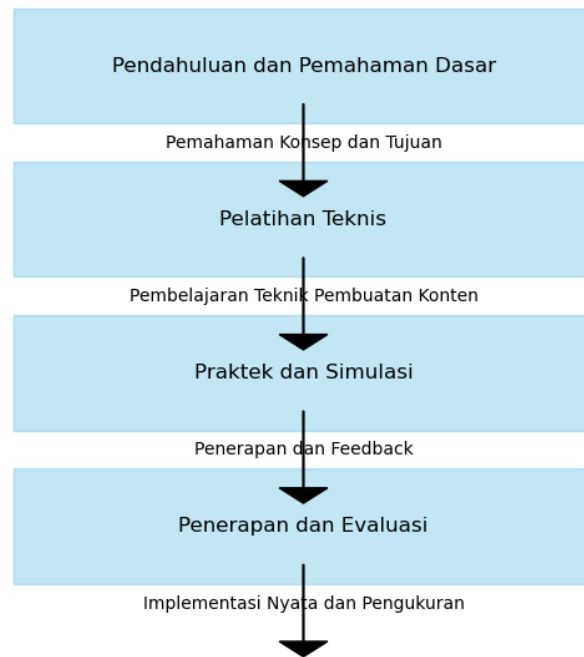 Pendahuluan dan Pemahaman Dasar
Pemahaman Konsep dan Tujuan
Pelatihan Teknis
Pembelajaran Teknik Pembuatan Konten
Praktek dan Simulasi
Penerapan dan Feedback
Penerapan dan Evaluasi
Implementasi Nyata dan Pengukuran